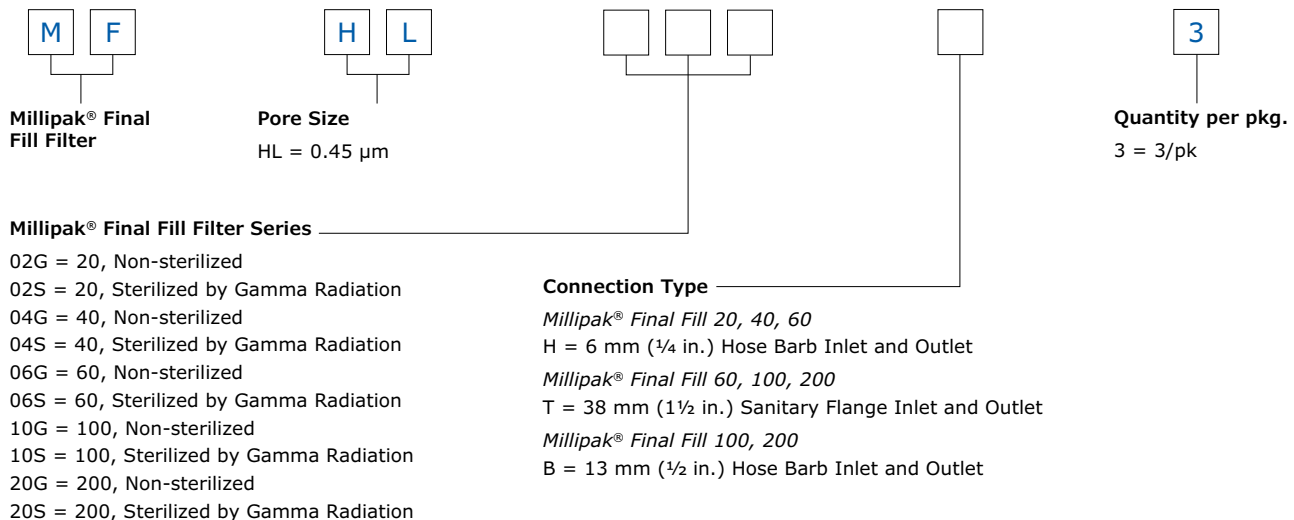 M F H L 3
Millipak® Final
Fill Filter
Pore Size
HL = 0.45 μm
Quantity per pkg.
3 = 3/pk
Millipak® Final Fill Filter Series
02G = 20, Non-sterilized
02S = 20, Sterilized by Gamma Radiation
04G = 40, Non-sterilized
04S = 40, Sterilized by Gamma Radiation
06G = 60, Non-sterilized
06S = 60, Sterilized by Gamma Radiation
10G = 100, Non-sterilized
10S = 100, Sterilized by Gamma Radiation
20G = 200, Non-sterilized
20S = 200, Sterilized by Gamma Radiation
Connection Type
Millipak® Final Fill 20, 40, 60
H = 6 mm (¼ in.) Hose Barb Inlet and Outlet
Millipak® Final Fill 60, 100, 200
T = 38 mm (1½ in.) Sanitary Flange Inlet and Outlet
Millipak® Final Fill 100, 200
B = 13 mm (½ in.) Hose Barb Inlet and Outlet